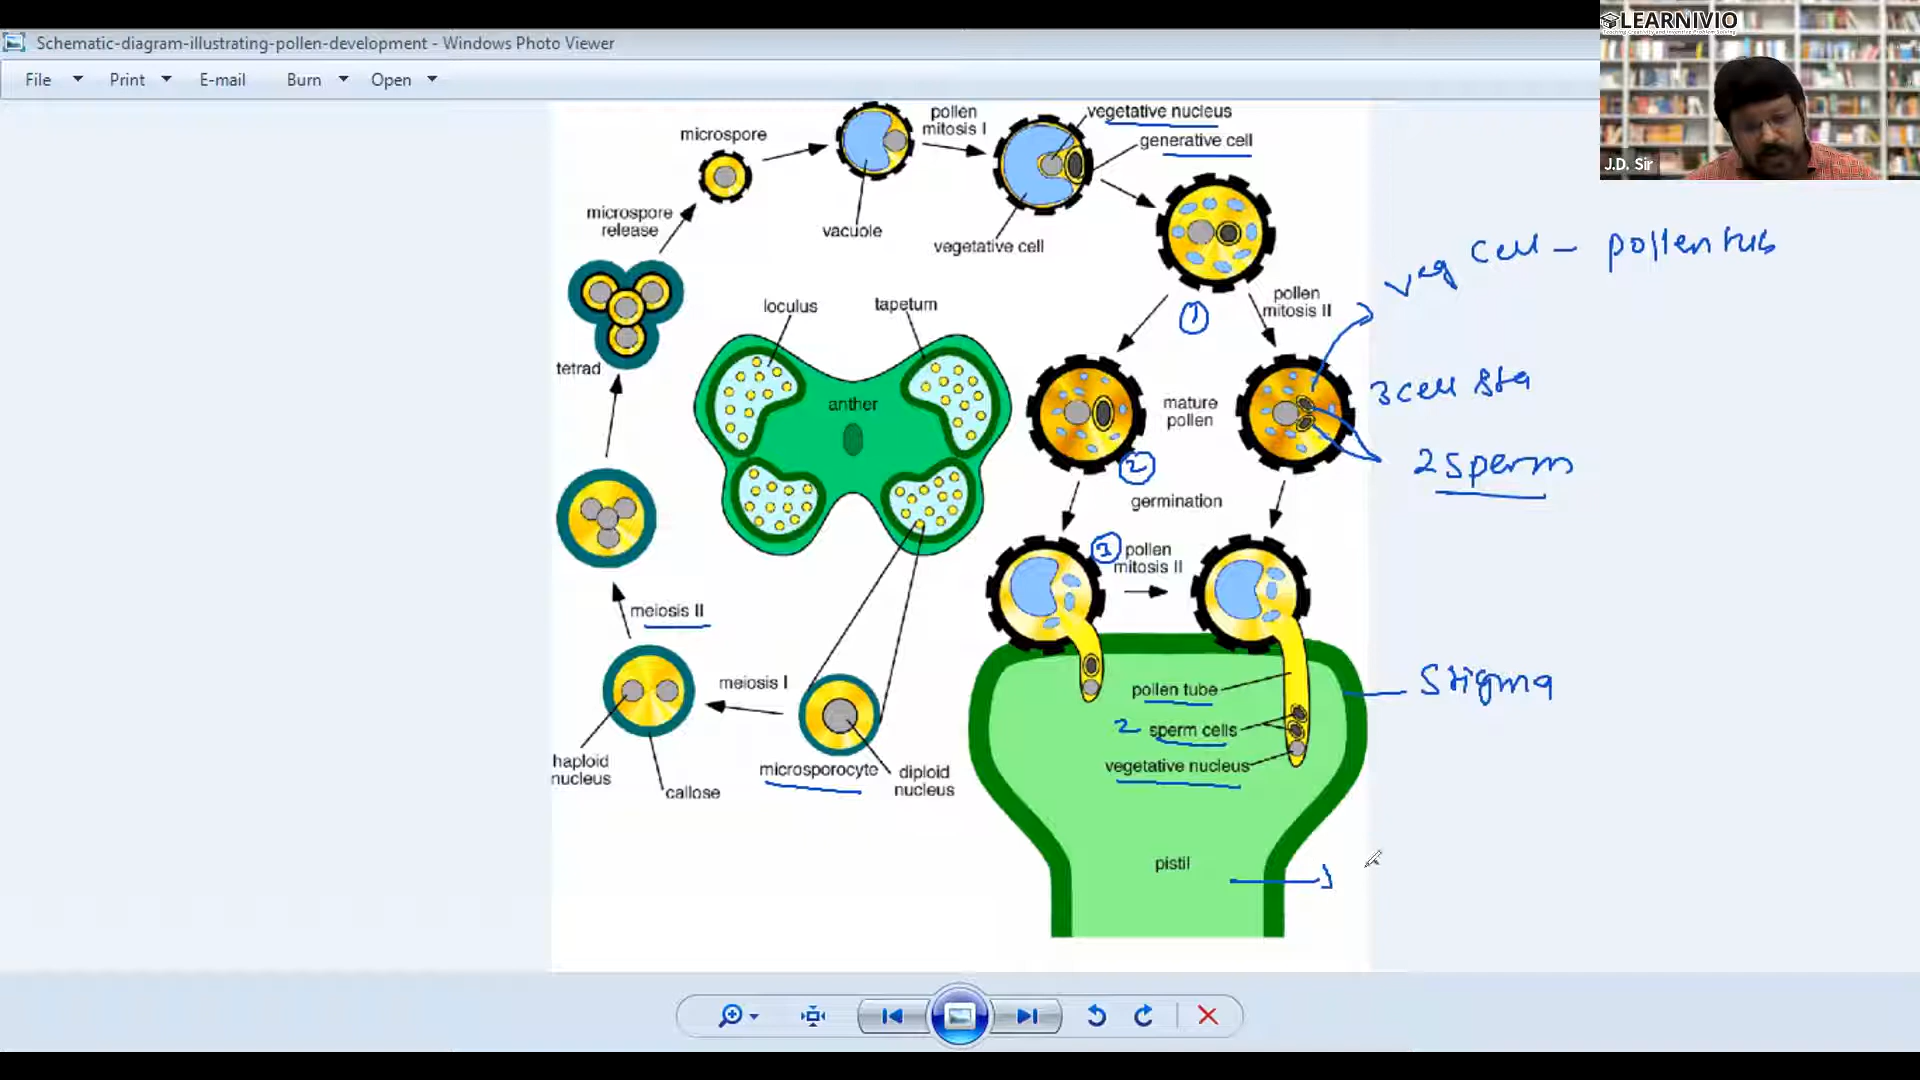 LEARNIVIO
Schematic-diagram-illustrating-pollen-development - Windows Photo Viewer
File
Print
E-mail
Burn
Open
J.D. Sir
microspore
pollen
mitosis I
vegetative nucleus
generative cell
microspore
release
vacuole
vegetative cell
veg cell - pollen tub
pollen
mitosis II
1
loculus
tapetum
tetrad
anther
mature
pollen
3 cell sta
2
2 sperm
germination
3
pollen
mitosis II
meiosis II
meiosis I
pollen tube
2 sperm cells
vegetative nucleus
stigma
haploid
nucleus
callose
microsporocyte
diploid
nucleus
pistil